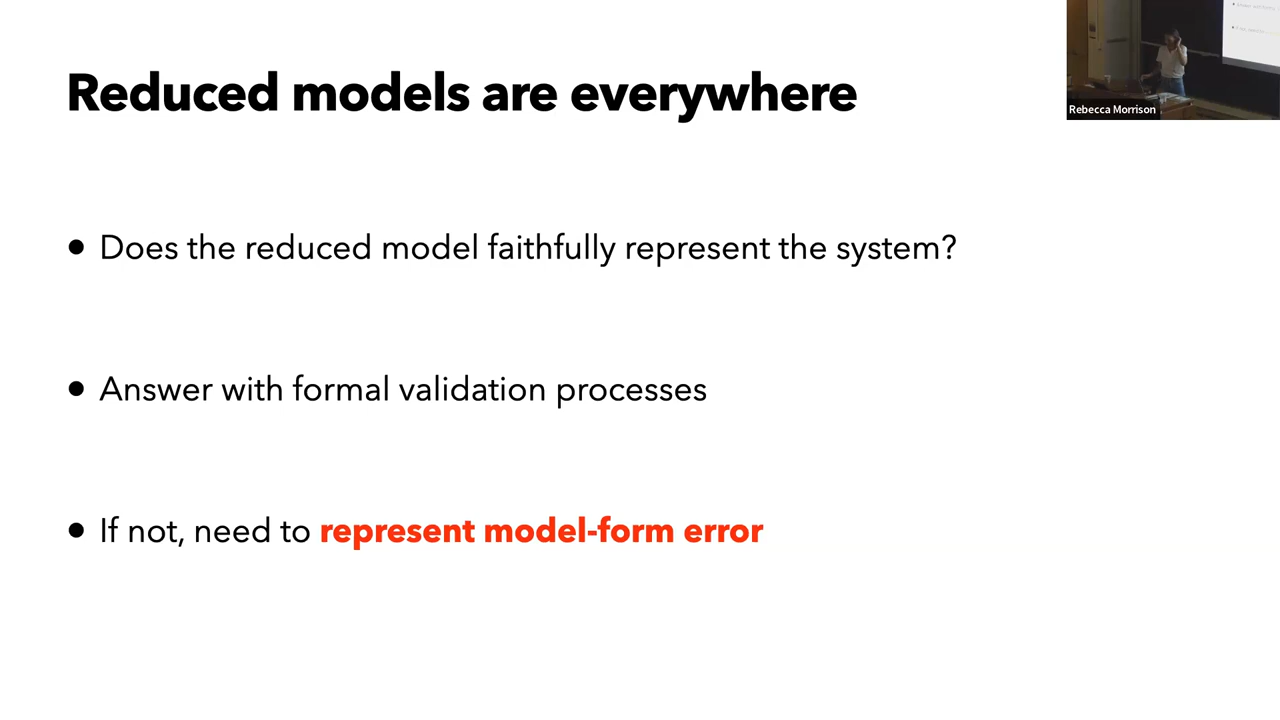 Reduced models are everywhere
Rebecca Morrison
• Does the reduced model faithfully represent the system?
• Answer with formal validation processes
• If not, need to represent model-form error